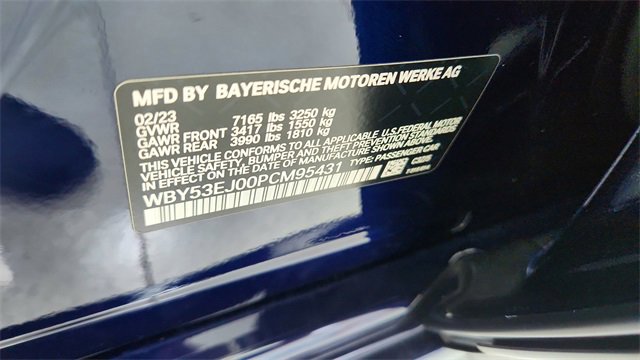 MFD BY BAYERISCHE MOTOREN WERKE AG
02/23
GVWR 7165 lbs 3250 kg
GAWR FRONT 3417 lbs 1550 kg
GAWR REAR 3990 lbs 1810 kg
THIS VEHICLE CONFORMS TO ALL APPLICABLE U.S. FEDERAL MOTOR
VEHICLE SAFETY, BUMPER AND THEFT PREVENTION STANDARDS
IN EFFECT ON THE DATE OF MANUFACTURE SHOWN ABOVE.
WBY53EJ00PCM95431 TYPE: PASSENGER CAR